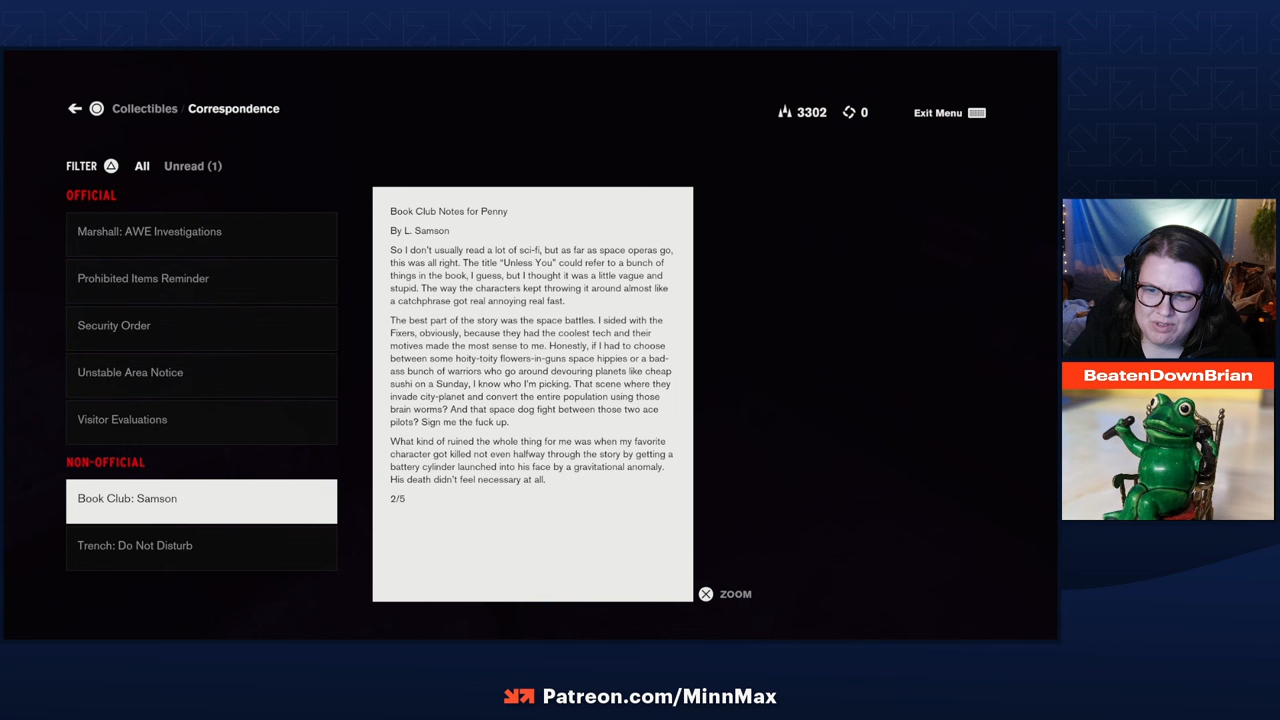 Collectibles / Correspondence
3302
0
Exit Menu
FILTER All Unread (1)
OFFICIAL
Marshall: AWE Investigations
Prohibited Items Reminder
Security Order
Unstable Area Notice
Visitor Evaluations
NON-OFFICIAL
Book Club: Samson
Trench: Do Not Disturb
Book Club Notes for Penny
By L. Samson
So I don't usually read a lot of sci-fi, but as far as space operas go,
this was all right. The title “Unless You” could refer to a bunch of
things in the book, I guess, but I thought it was a little vague and
stupid. The way the characters kept throwing it around almost like
a catchphrase got real annoying real fast.
The best part of the story was the space battles. I sided with the
Fixers, obviously, because they had the coolest tech and their
motives made the most sense to me. Honestly, if I had to choose
between some hoity-toity flowers-in-guns space hippies or a bad-
ass bunch of warriors who go around devouring planets like cheap
sushi on a Sunday, I know who I'm picking. That scene where they
invade city-planet and convert the entire population using those
brain worms? And that space dog fight between those two ace
pilots? Sign me the fuck up.
What kind of ruined the whole thing for me was when my favorite
character got killed not even halfway through the story by getting a
battery cylinder launched into his face by a gravitational anomaly.
His death didn't feel necessary at all.
2/5
ZOOM
BeatenDownBrian
Patreon.com/MinnMax